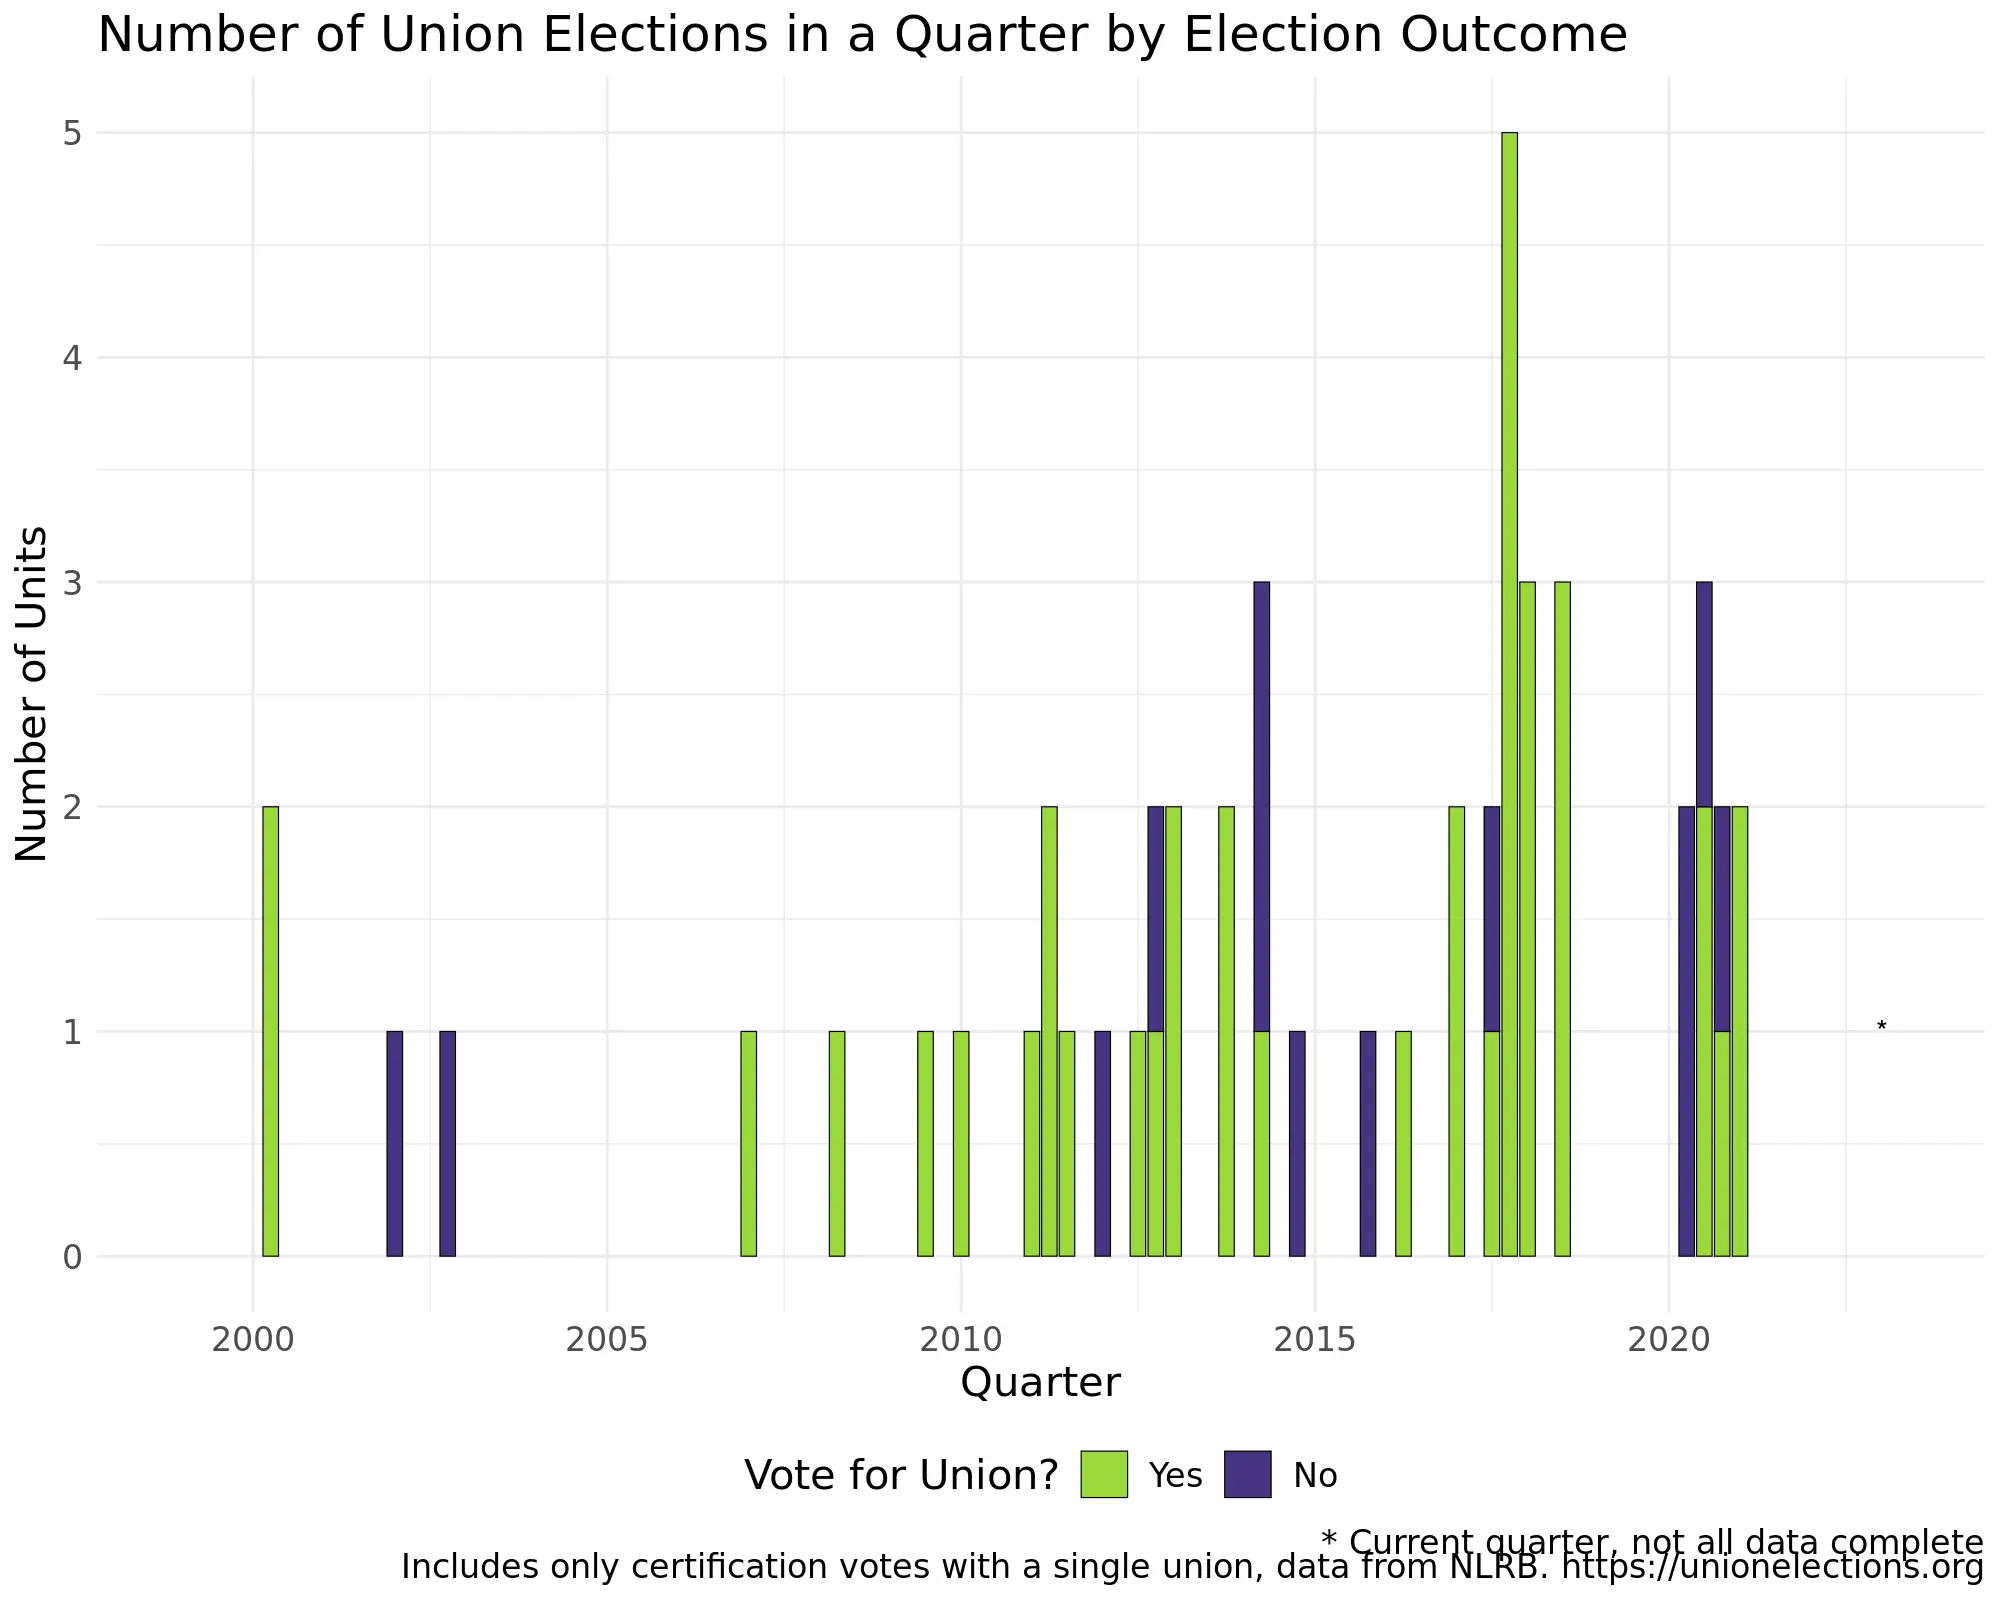 Number of Union Elections in a Quarter by Election Outcome
Number of Units
5
4
3
2
1
0
*
2000 2005 2010 2015 2020
Quarter
Vote for Union? Yes No
* Current quarter, not all data complete
Includes only certification votes with a single union, data from NLRB. https://unionelections.org